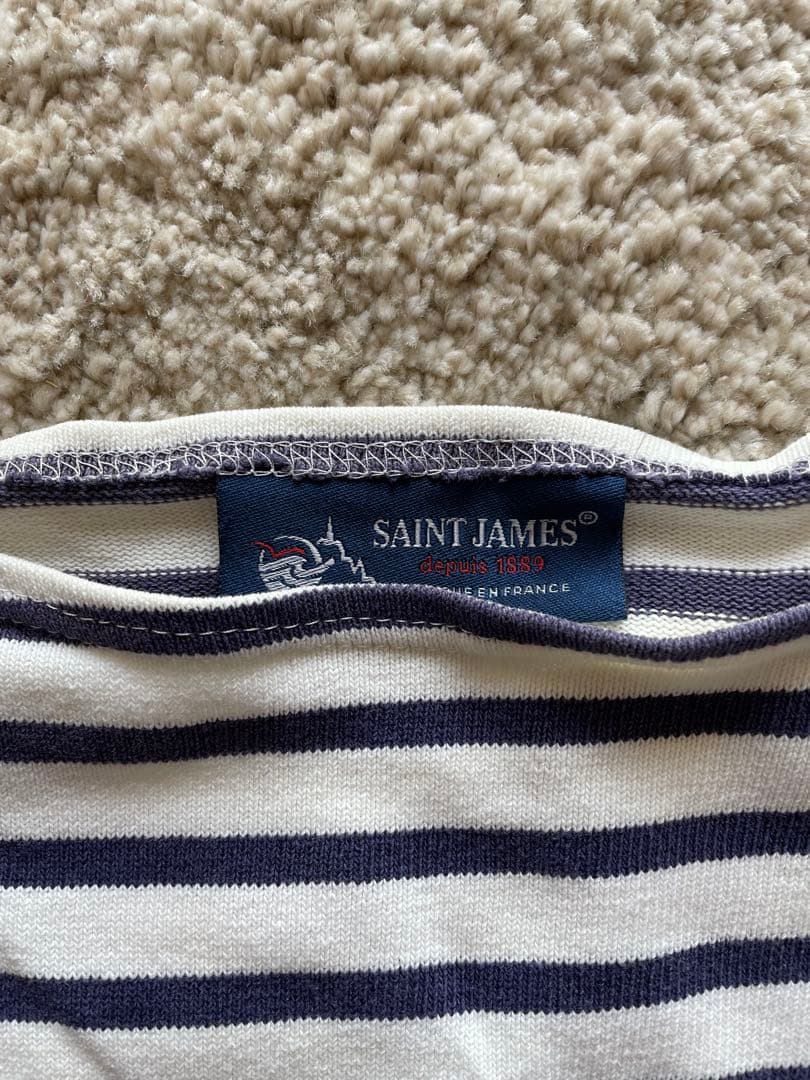 SAINT JAMES®
depuis 1889
EN FRANCE